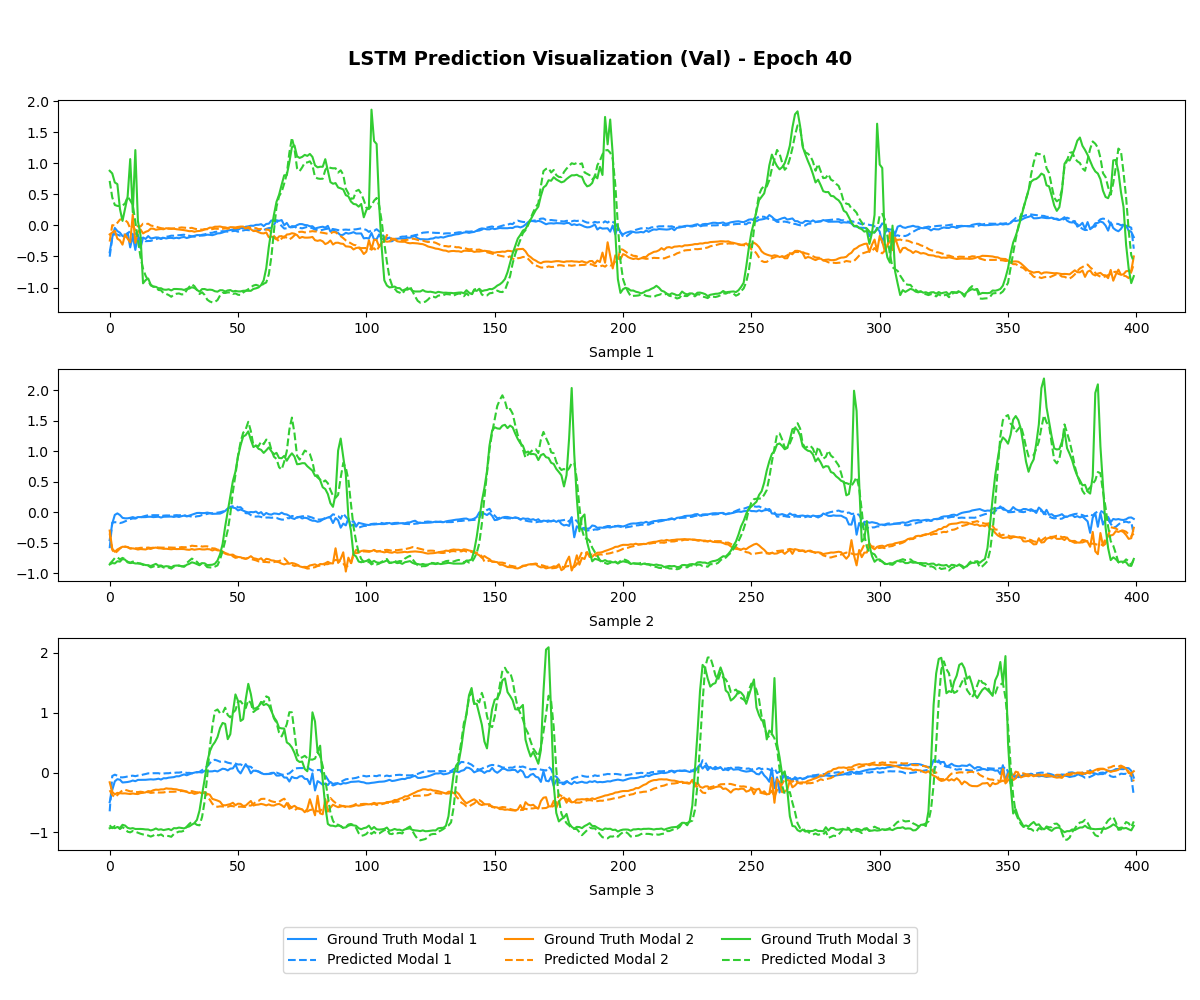 LSTM Prediction Visualization (Val) - Epoch 40
2.0
1.5
1.0
0.5
0.0
−0.5
−1.0
0 50 100 150 200 250 300 350 400
Sample 1
2.0
1.5
1.0
0.5
0.0
−0.5
−1.0
0 50 100 150 200 250 300 350 400
Sample 2
2
1
0
−1
0 50 100 150 200 250 300 350 400
Sample 3
Ground Truth Modal 1 Ground Truth Modal 2 Ground Truth Modal 3
Predicted Modal 1 Predicted Modal 2 Predicted Modal 3